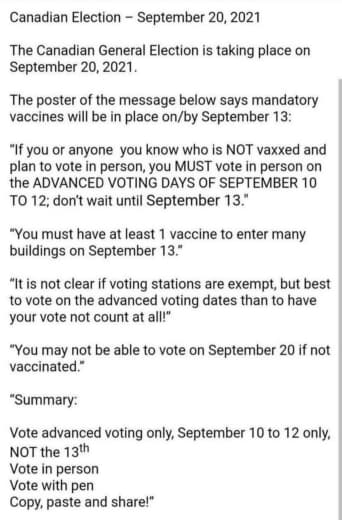 Canadian Election – September 20, 2021
The Canadian General Election is taking place on
September 20, 2021.
The poster of the message below says mandatory
vaccines will be in place on/by September 13:
"If you or anyone  you know who is NOT vaxxed and
plan to vote in person, you MUST vote in person on
the ADVANCED VOTING DAYS OF SEPTEMBER 10
TO 12; don't wait until September 13."
"You must have at least 1 vaccine to enter many
buildings on September 13."
"It is not clear if voting stations are exempt, but best
to vote on the advanced voting dates than to have
your vote not count at all!"
"You may not be able to vote on September 20 if not
vaccinated."
"Summary:
Vote advanced voting only, September 10 to 12 only,
NOT the 13th
Vote in person
Vote with pen
Copy, paste and share!"